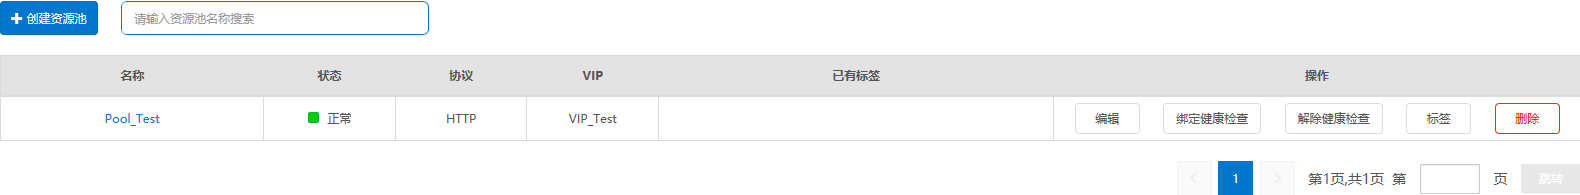 创建资源池 请输入资源池名称搜索
名称 状态 协议 VIP 已有标签 操作
Pool_Test 正常 HTTP VIP_Test 编辑 绑定健康检查 解除健康检查 标签 删除
1 第1页,共1页 第 页 跳转